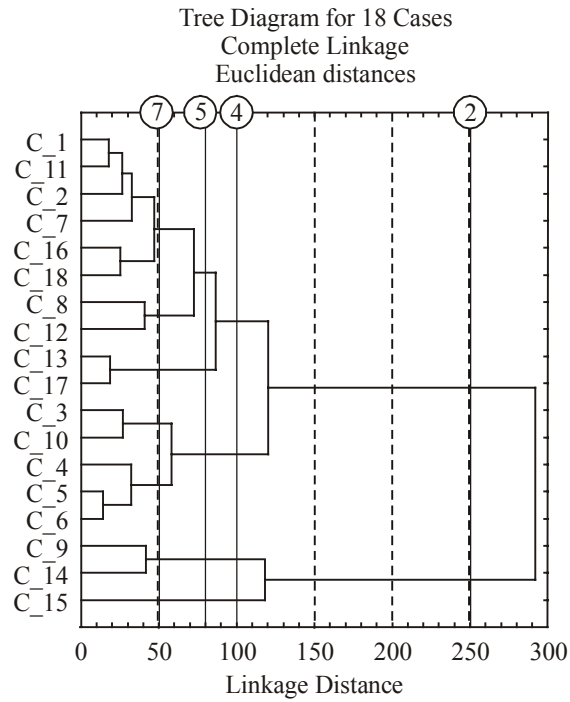 Tree Diagram for 18 Cases
Complete Linkage
Euclidean distances
7 5 4 2
C_1
C_11
C_2
C_7
C_16
C_18
C_8
C_12
C_13
C_17
C_3
C_10
C_4
C_5
C_6
C_9
C_14
C_15
0 50 100 150 200 250 300
Linkage Distance